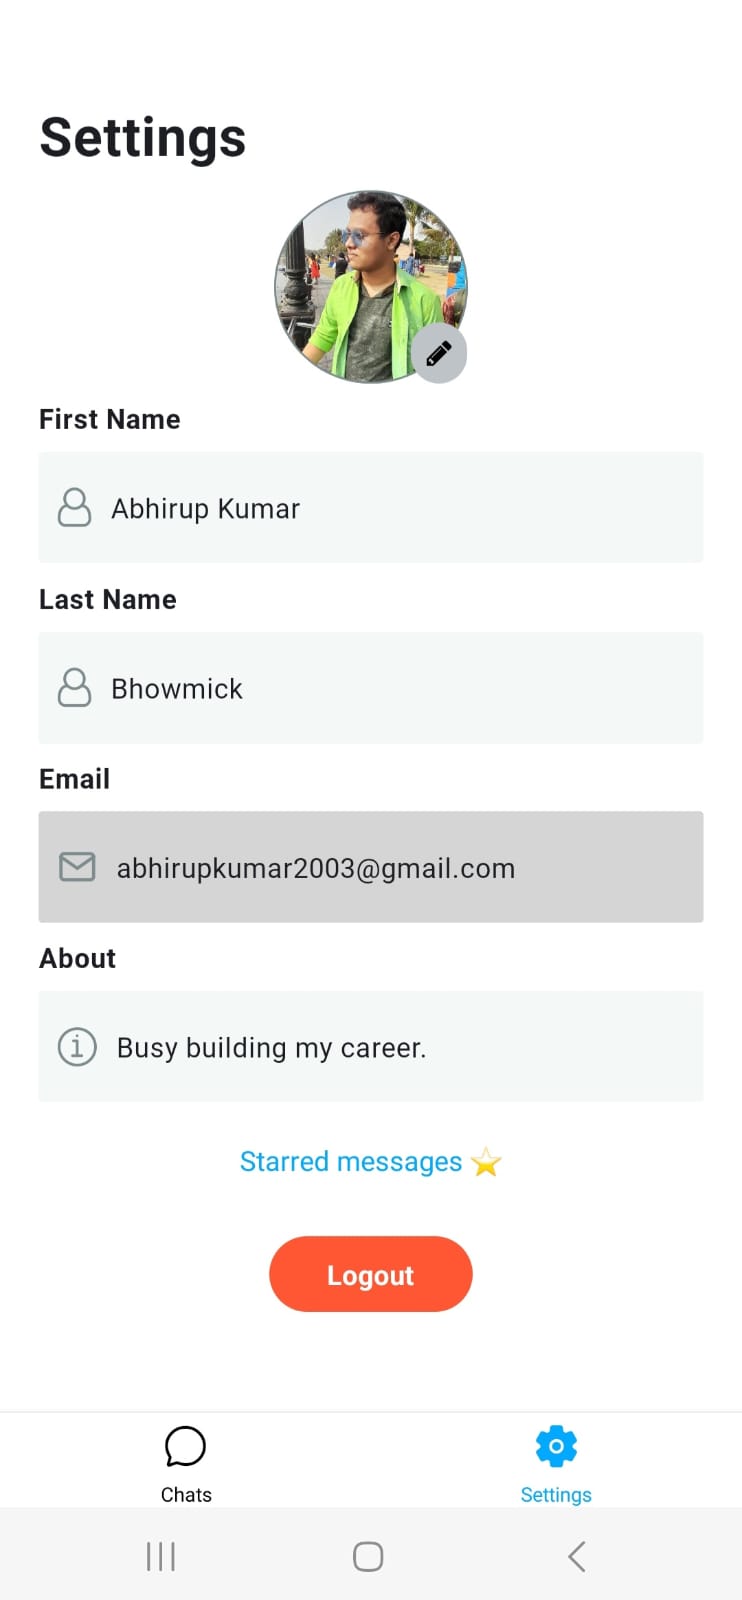 Settings
First Name
Abhirup Kumar
Last Name
Bhowmick
Email
abhirupkumar2003@gmail.com
About
Busy building my career.
Starred messages ⭐
Logout
Chats
Settings